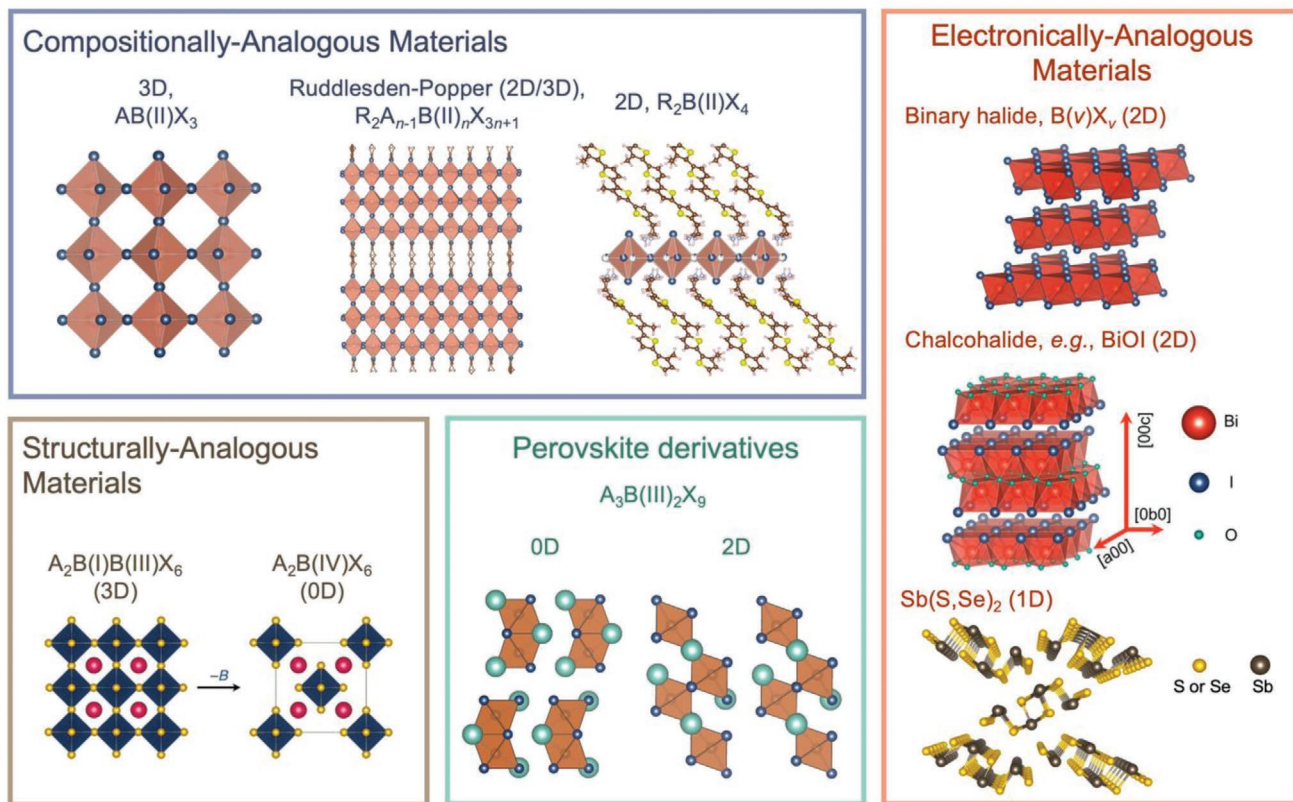 Compositionally-Analogous Materials
3D,
AB(II)X₃
Ruddlesden-Popper (2D/3D),
R₂Aₙ₋₁B(II)ₙX₃ₙ₊₁
2D, R₂B(II)X₄
Structurally-Analogous
Materials
A₂B(I)B(III)X₆
(3D)
–B
A₂B(IV)X₆
(0D)
Perovskite derivatives
A₃B(III)₂X₉
0D
2D
Electronically-Analogous
Materials
Binary halide, B(v)Xᵥ (2D)
Chalcohalide, e.g., BiOI (2D)
[00c]
[0b0]
[a00]
Bi
I
O
Sb(S,Se)₂ (1D)
S or Se
Sb